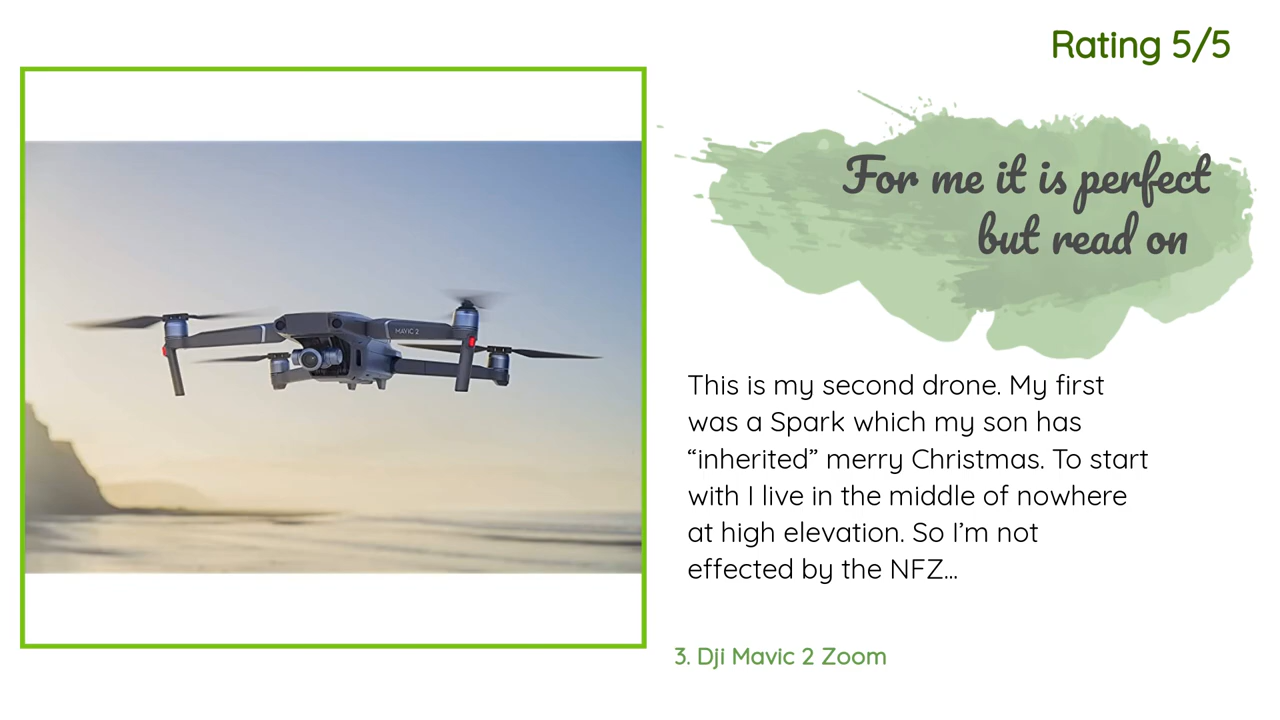 Rating 5/5
For me it is perfect
but read on
MAVIC 2
This is my second drone. My first
was a Spark which my son has
“inherited” merry Christmas. To start
with I live in the middle of nowhere
at high elevation. So I’m not
effected by the NFZ...
3. Dji Mavic 2 Zoom